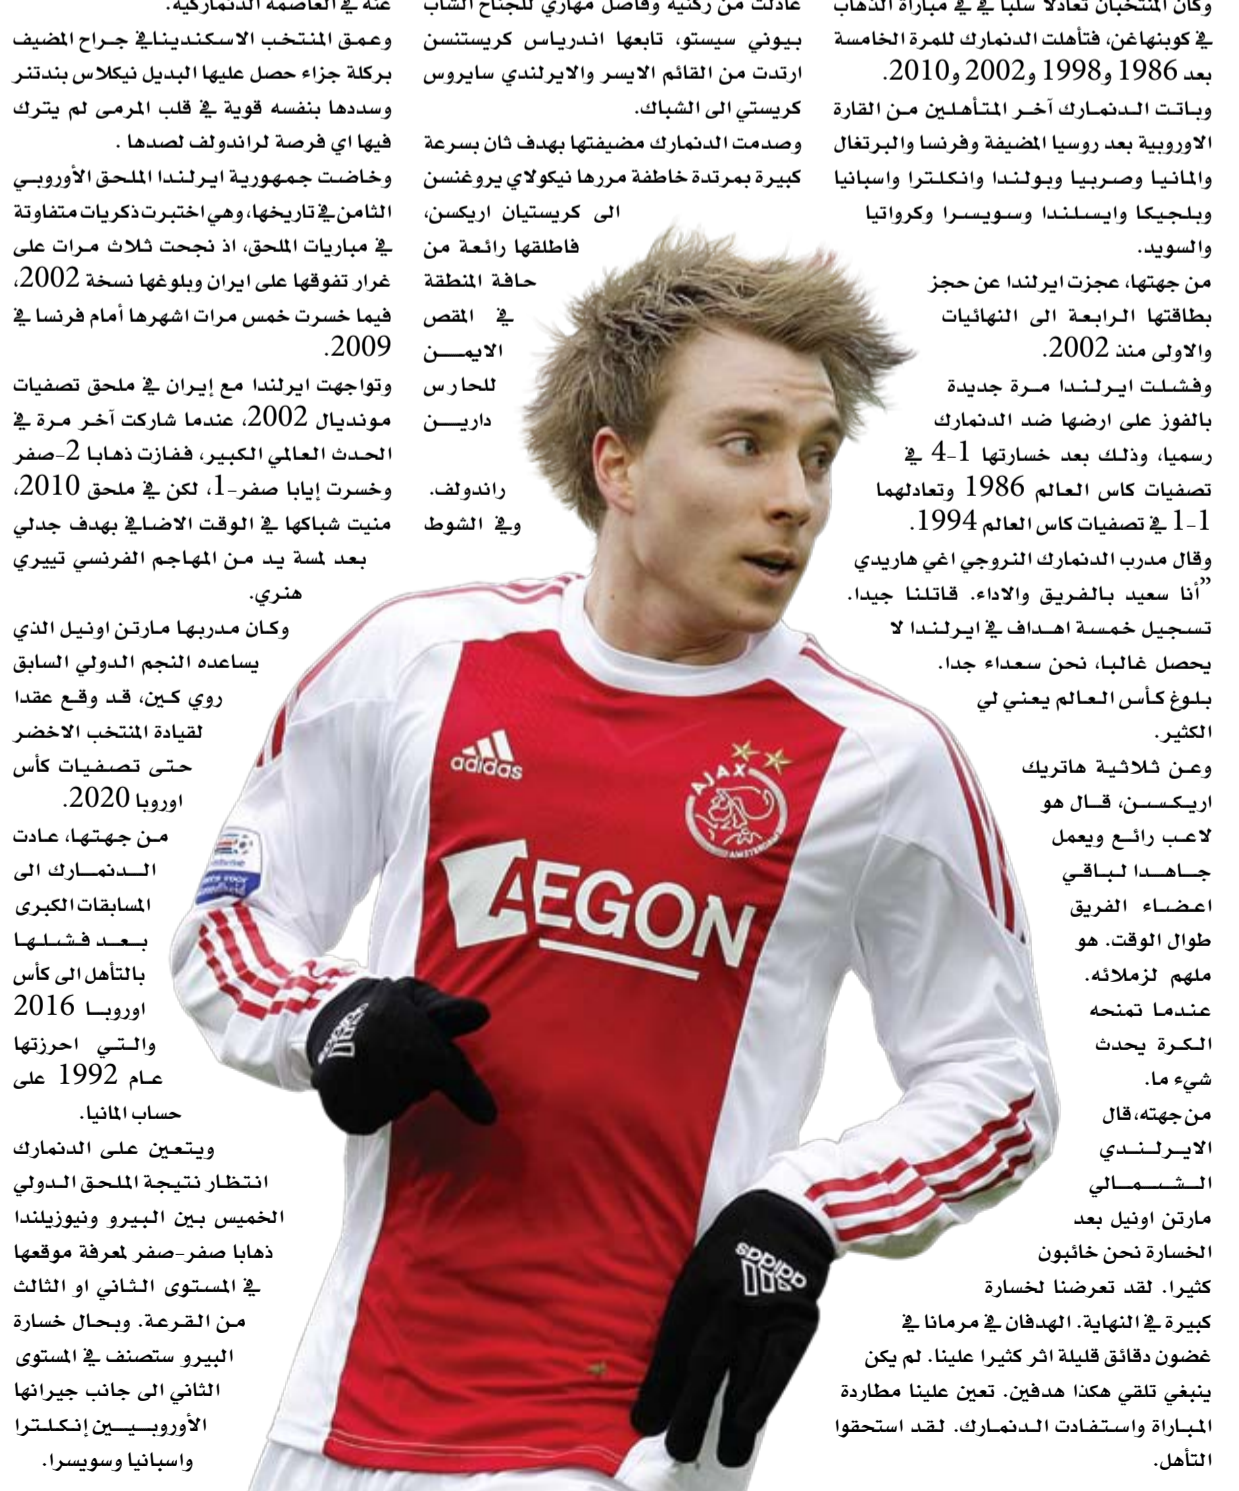 وكان المنتخبان تعادلا سلبا في في مباراة الذهاب
في كوبنهاغن، فتأهلت الدنمارك للمرة الخامسة
بعد 1986 و1998 و2002 و2010.
وباتت الدنمارك آخر المتأهلين من القارة
الاوروبية بعد روسيا المضيفة وفرنسا والبرتغال
والمانيا وصربيا وبولندا وانكلترا واسبانيا
وبلجيكا وايسلندا وسويسرا وكرواتيا
والسويد.
من جهتها، عجزت ايرلندا عن حجز
بطاقتها الرابعة الى النهائيات
والاولى منذ 2002.
وفشلت ايرلندا مرة جديدة
بالفوز على ارضها ضد الدنمارك
رسميا، وذلك بعد خسارتها 1-4 في
تصفيات كاس العالم 1986 وتعادلهما
1-1 في تصفيات كاس العالم 1994.
وقال مدرب الدنمارك النروجي اغي هاريدي
”أنا سعيد بالفريق والاداء. قاتلنا جيدا.
تسجيل خمسة اهداف في ايرلندا لا
يحصل غالبا، نحن سعداء جدا.
بلوغ كأس العالم يعني لي
الكثير.
وعن ثلاثية هاتريك
اريكسن، قال هو
لاعب رائع ويعمل
جاهدا لباقي
اعضاء الفريق
طوال الوقت. هو
ملهم لزملائه.
عندما تمنحه
الكرة يحدث
شيء ما.
من جهته، قال
الايرلندي
الشمالي
مارتن اونيل بعد
الخسارة نحن خائبون
كثيرا. لقد تعرضنا لخسارة
كبيرة في النهاية. الهدفان في مرمانا في
غضون دقائق قليلة اثر كثيرا علينا. لم يكن
ينبغي تلقي هكذا هدفين. تعين علينا مطاردة
المباراة واستفادت الدنمارك. لقد استحقوا
التأهل.
عادلت من ركنية وفاصل مهاري للجناح الشاب
بيوني سيستو، تابعها اندرياس كريستنسن
ارتدت من القائم الايسر والايرلندي سايروس
كريستي الى الشباك.
وصدمت الدنمارك مضيفتها بهدف ثان بسرعة
كبيرة بمرتدة خاطفة مررها نيكولاي يروغنسن
الى كريستيان اريكسن،
فاطلقها رائعة من
حافة المنطقة
في المقص
الايمن
للحارس
دارين
راندولف.
وفي الشوط
عنه في العاصمة الدنماركية.
وعمق المنتخب الاسكندينافي جراح المضيف
بركلة جزاء حصل عليها البديل نيكلاس بندتنر
وسددها بنفسه قوية في قلب المرمى لم يترك
فيها اي فرصة لراندولف لصدها .
وخاضت جمهورية ايرلندا الملحق الأوروبي
الثامن في تاريخها، وهي اختبرت ذكريات متفاوتة
في مباريات الملحق، اذ نجحت ثلاث مرات على
غرار تفوقها على ايران وبلوغها نسخة 2002،
فيما خسرت خمس مرات اشهرها أمام فرنسا في
2009.
وتواجهت ايرلندا مع إيران في ملحق تصفيات
مونديال 2002، عندما شاركت آخر مرة في
الحدث العالمي الكبير، ففازت ذهابا 2-صفر
وخسرت إيابا صفر-1، لكن في ملحق 2010،
منيت شباكها في الوقت الاضافي بهدف جدلي
بعد لمسة يد من المهاجم الفرنسي تييري
هنري.
وكان مدربها مارتن اونيل الذي
يساعده النجم الدولي السابق
روي كين، قد وقع عقدا
لقيادة المنتخب الاخضر
حتى تصفيات كأس
اوروبا 2020.
من جهتها، عادت
الدنمارك الى
المسابقات الكبرى
بعد فشلها
بالتأهل الى كأس
اوروبا 2016
والتي احرزتها
عام 1992 على
حساب المانيا.
ويتعين على الدنمارك
انتظار نتيجة الملحق الدولي
الخميس بين البيرو ونيوزيلندا
ذهابا صفر-صفر لمعرفة موقعها
في المستوى الثاني او الثالث
من القرعة. وبحال خسارة
البيرو ستصنف في المستوى
الثاني الى جانب جيرانها
الأوروبيين إنكلترا
واسبانيا وسويسرا.
adidas
AJAX
AMSTERDAM
AEGON
adidas
adidas